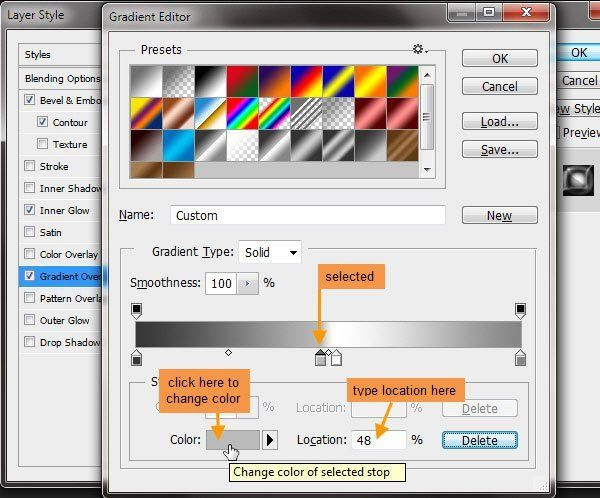 Layer Style
Gradient Editor
Styles
Blending Options
Bevel & Embo
Contour
Texture
Stroke
Inner Shadow
Inner Glow
Satin
Color Overlay
Gradient Over
Pattern Overla
Outer Glow
Drop Shadow
Presets
OK
Cancel
Load...
Save...
Name: Custom
New
Gradient Type: Solid
Smoothness: 100 %
selected
click here to
change color
type location here
% Location: % Delete
Color: Location: 48 % Delete
Change color of selected stop
OK
Cancel
Style
Preview